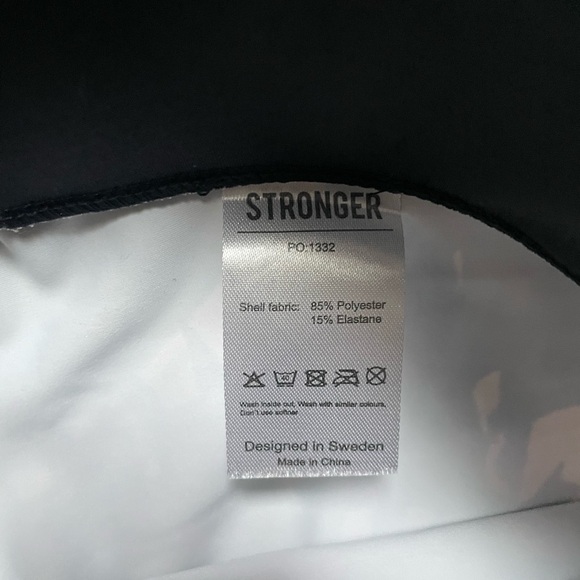 STRONGER
PO:1332
Shell fabric: 85% Polyester
15% Elastane
Wash inside out, Wash with similar colours,
Don't use softner
Designed in Sweden
Made in China